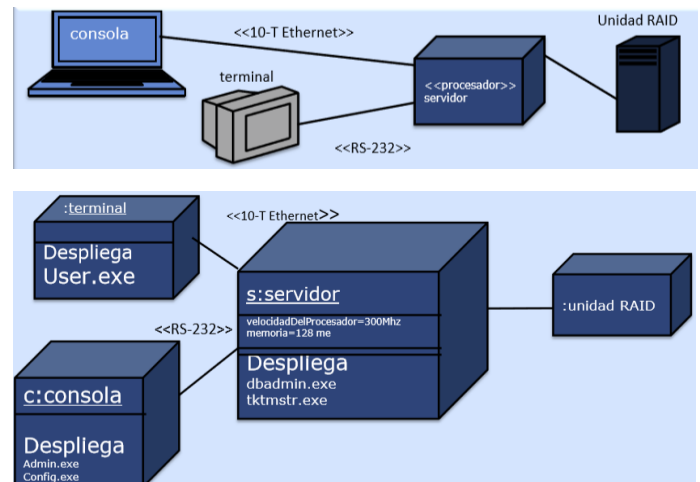 Unidad RAID
consola
<<10-T Ethernet>>
terminal
<<procesador>>
servidor
<<RS-232>>
:terminal
<<10-T Ethernet>>
Despliega
User.exe
s:servidor
:unidad RAID
velocidadDelProcesador=300Mhz
memoria=128 me
<<RS-232>>
Despliega
dbadmin.exe
tktmstr.exe
c:consola
Despliega
Admin.exe
Config.exe